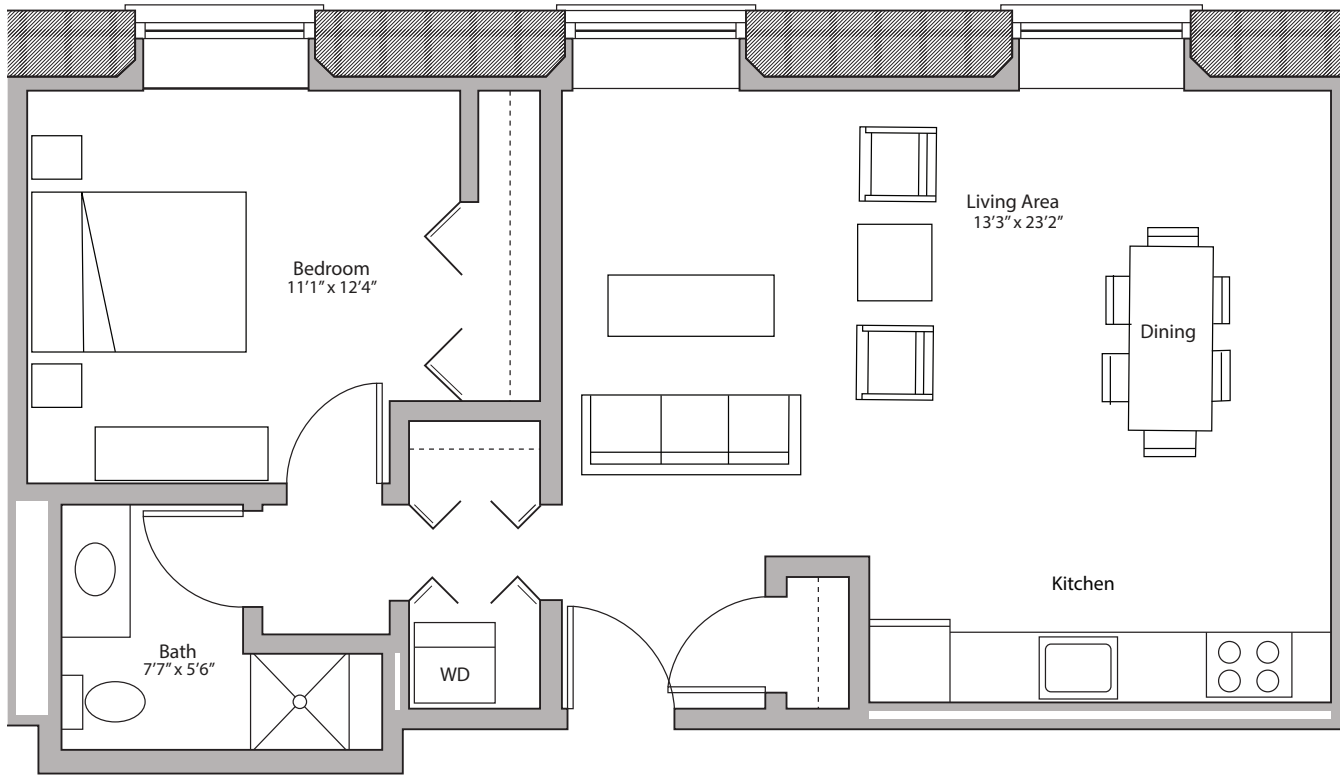 Living Area
13’3” x 23’2”
Bedroom
11’1” x 12’4”
Dining
Kitchen
Bath
7’7” x 5’6”
WD